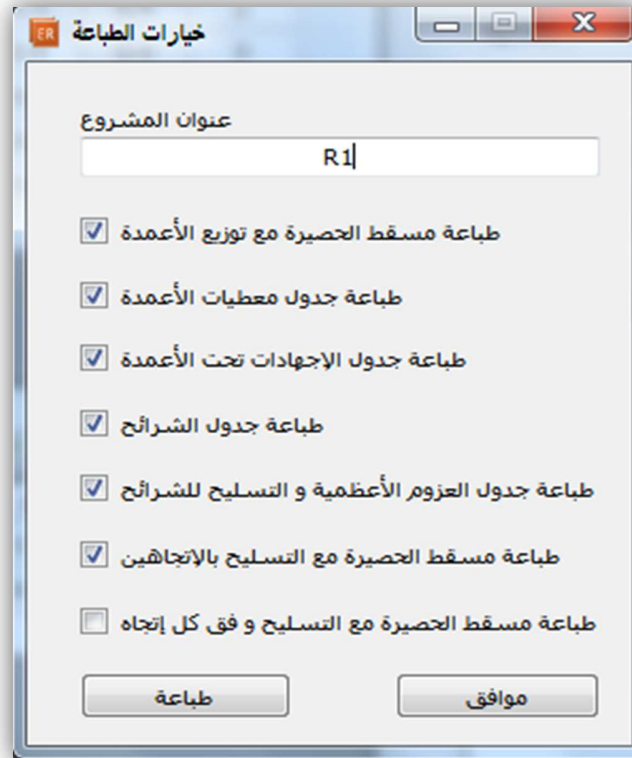 خيارات الطباعة ER
عنوان المشروع
R1
طباعة مسقط الحصيرة مع توزيع الأعمدة
طباعة جدول معطيات الأعمدة
طباعة جدول الإجهادات تحت الأعمدة
طباعة جدول الشرائح
طباعة جدول العزوم الأعظمية و التسليح للشرائح
طباعة مسقط الحصيرة مع التسليح بالإتجاهين
طباعة مسقط الحصيرة مع التسليح و فق كل إتجاه
موافق
طباعة